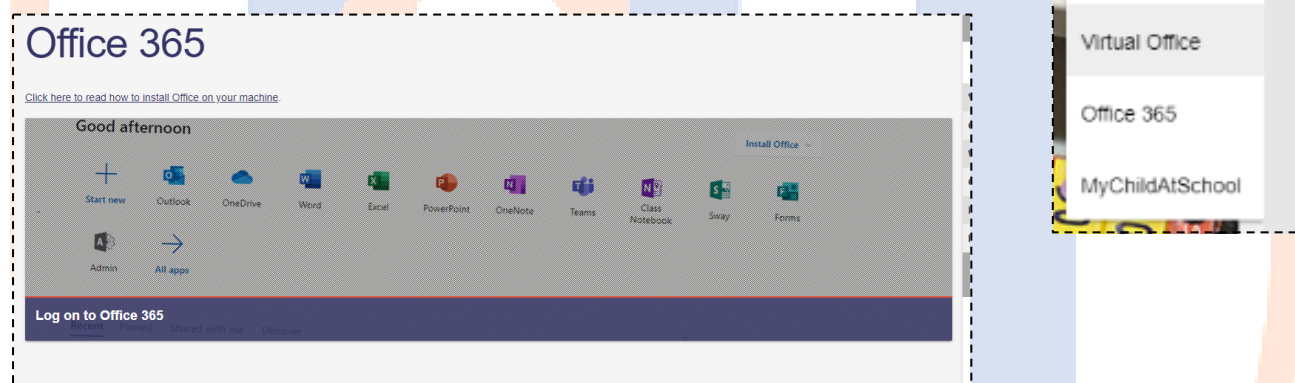 Office 365
Click here to read how to install Office on your machine.
Good afternoon
Install Office
Start new
Outlook
OneDrive
Word
Excel
PowerPoint
OneNote
Teams
Class
Notebook
Sway
Forms
Admin
All apps
Log on to Office 365
Recent Pinned Shared with me Discover
Virtual Office
Office 365
MyChildAtSchool